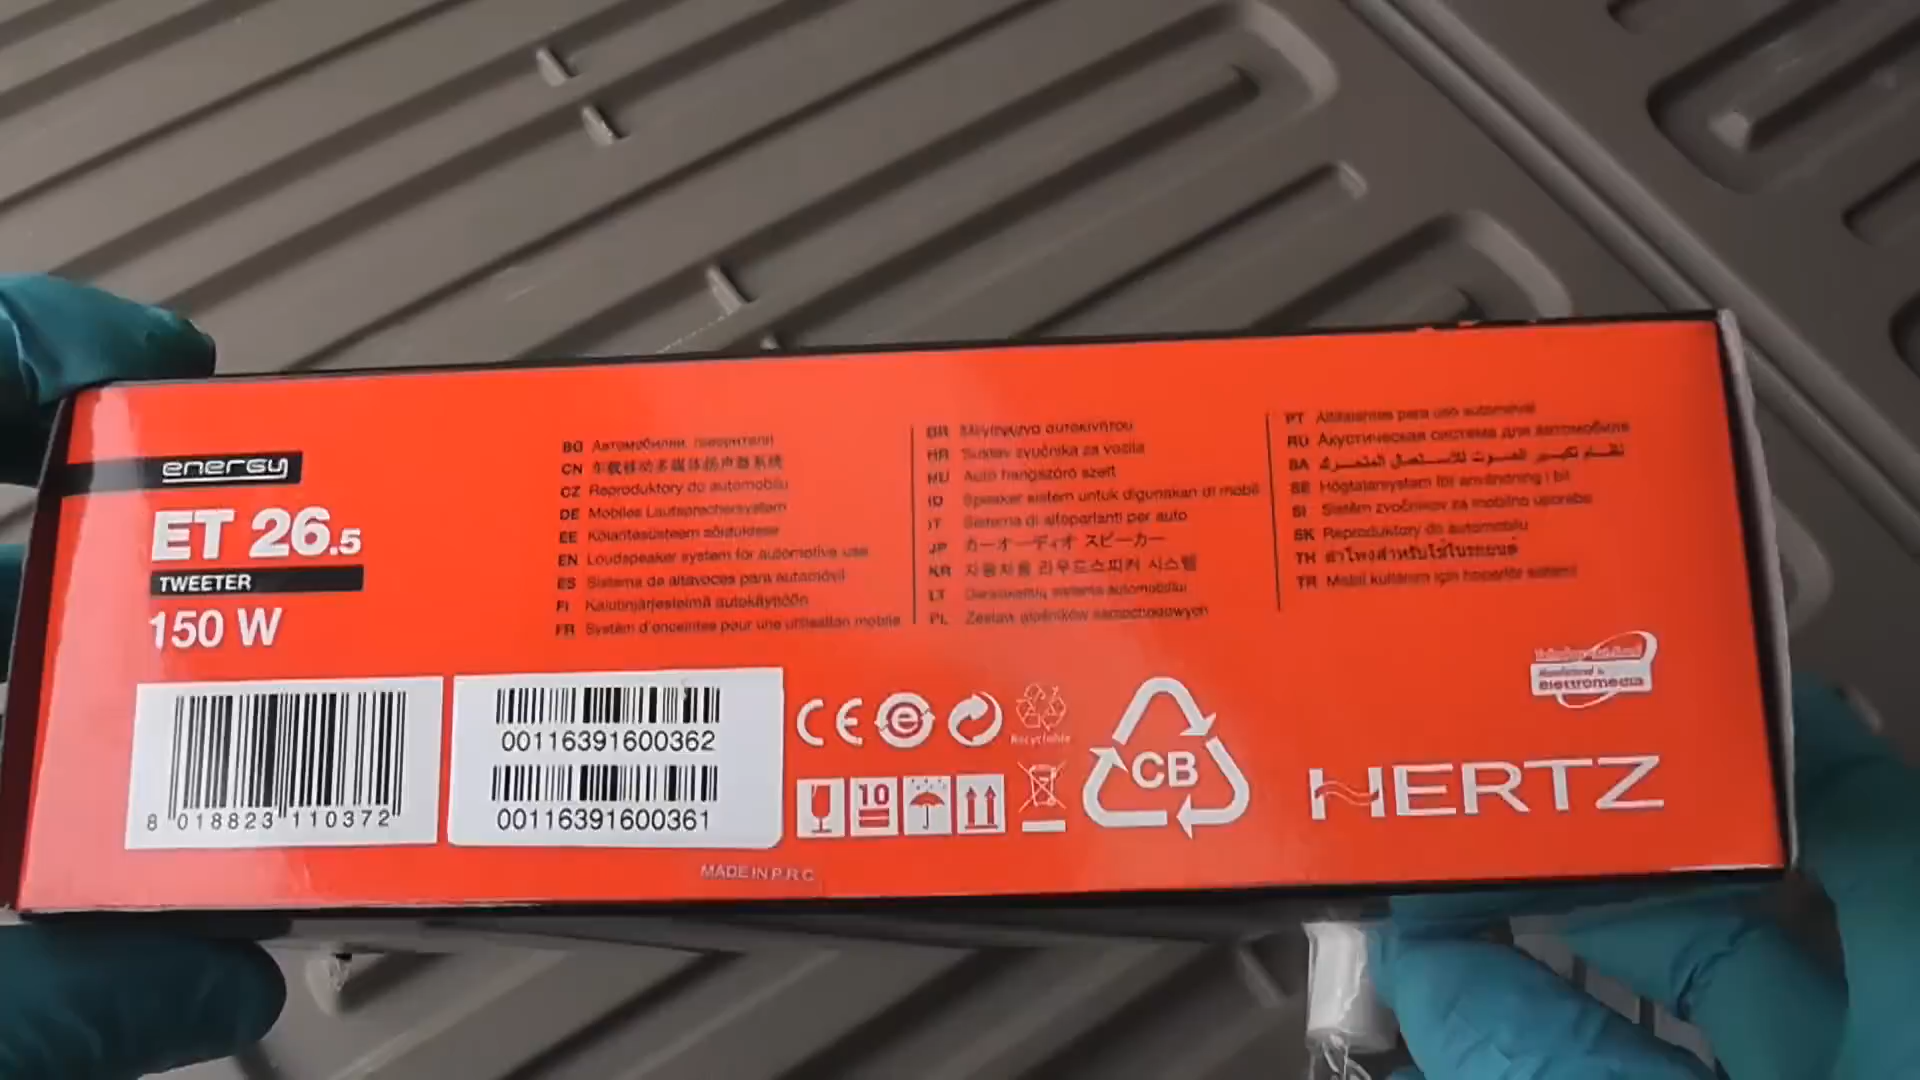 energy
ET 26.5
TWEETER
150 W
BG Автомобилни говорители
CN 车载移动多媒体扬声器系统
CZ Reproduktory do automobilu
DE Mobiles Lautsprechersystem
EE
EN Loudspeaker system for automotive use
ES Sistema de altavoces para automóvil
FI Kaiutinjärjestelmä autokäyttöön
FR Systèm d'enceintes pour une utilisation mobile
GR Μεγάφωνα αυτοκινήτου
HR Sustav zvučnika za vozila
HU Autó hangszóró szett
ID Speaker sistem untuk digunakan di mobil
IT Sistema di altoparlanti per auto
JP カーオーディオ スピーカー
KR 자동차용 라우드스피커 시스템
LT Garsiakalbių sistema automobiliui
PL Zestaw głośników samochodowych
PT Altifalantes para uso automóvel
RU Акустическая система для автомобиля
SA نظام تكبير الصوت للاستعمال المتحرك
SE Högtalarsystem för användning i bil
SI Sistem zvočnikov za mobilno uporabo
SK Reproduktory do automobilu
TH ลำโพงสำหรับใช้ในรถยนต์
TR Mobil kullanım için hoparlör sistemi
8 018823 110372
00116391600362
00116391600361
CE
e
Recyclable
10
CB
elettromedia
HERTZ
MADE IN P.R.C.